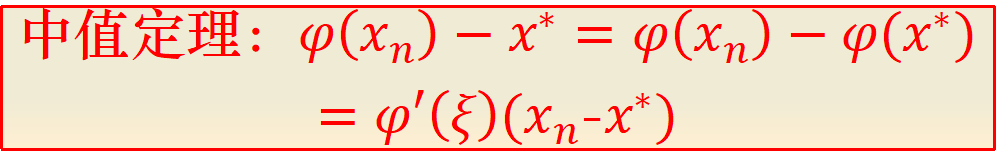 中值定理：φ(xₙ) − x* = φ(xₙ) − φ(x*)
= φ′(ξ)(xₙ-x*)